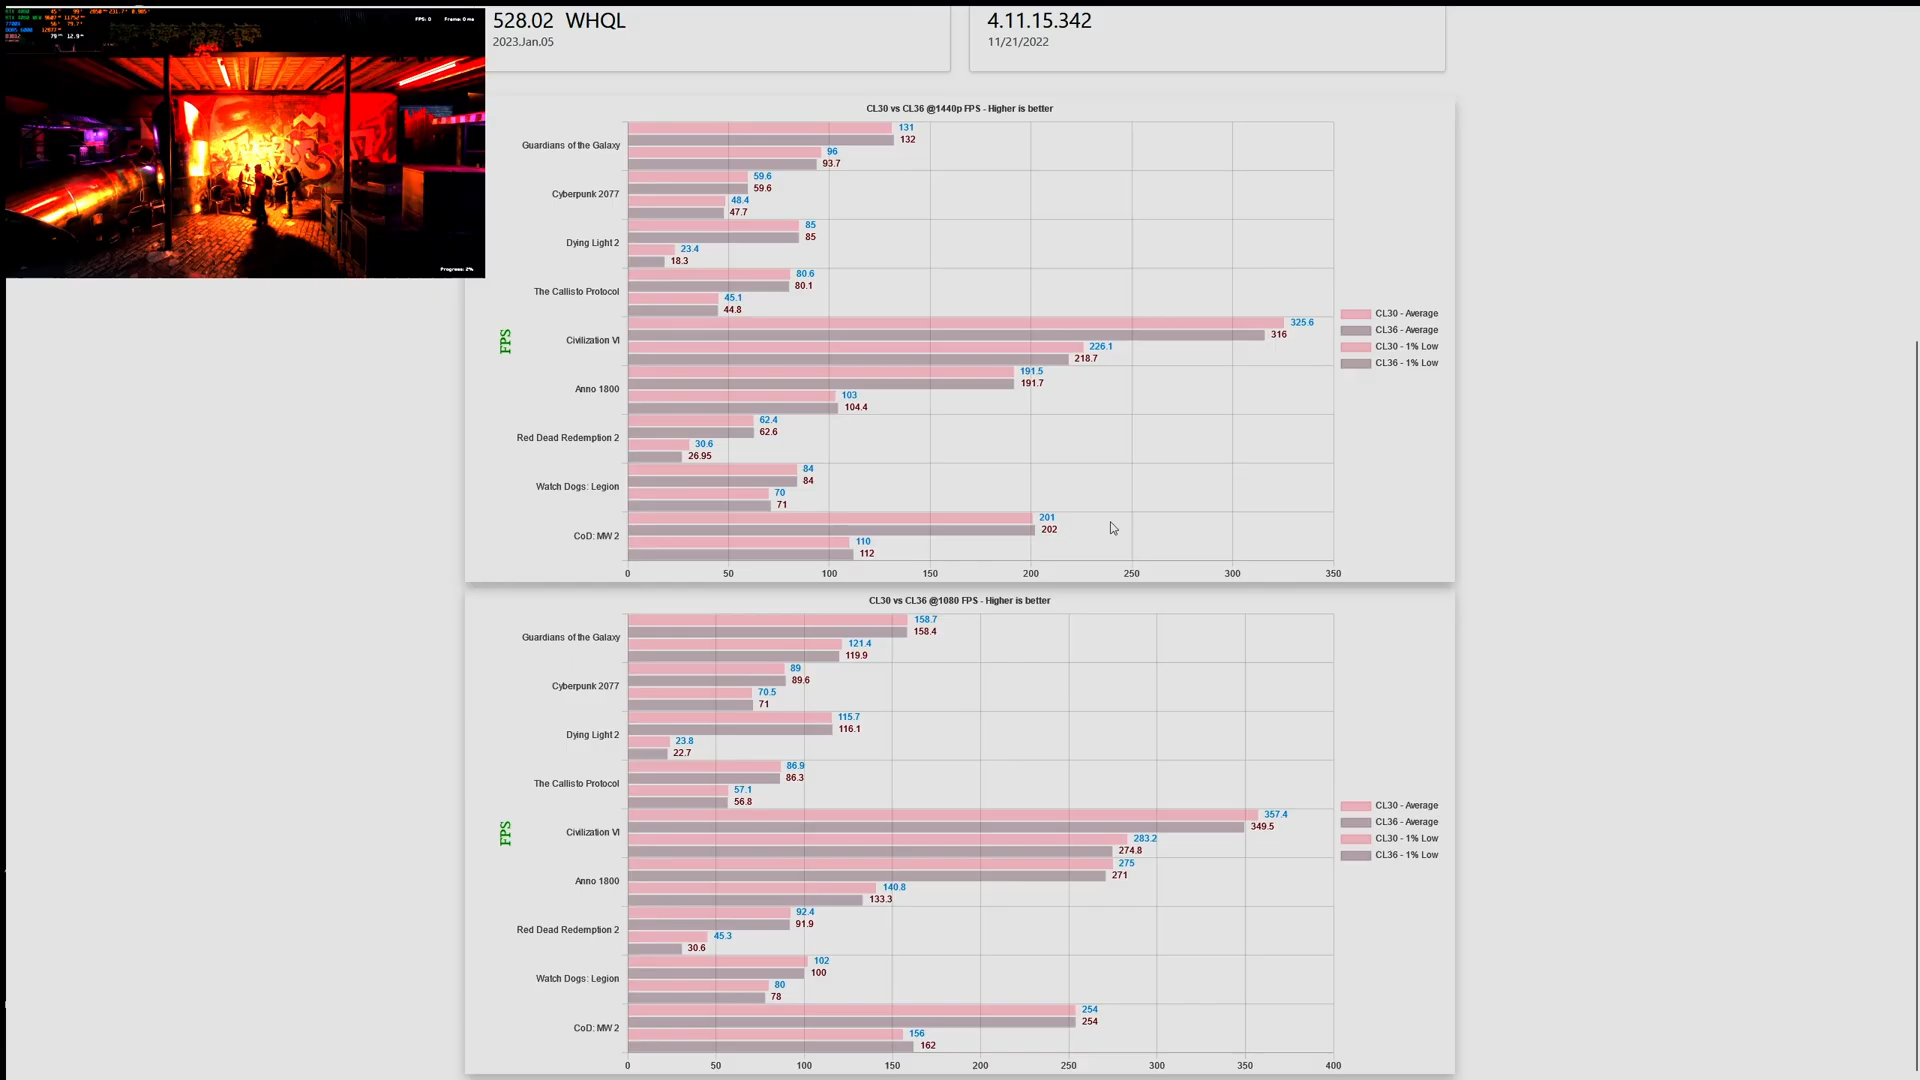 FPS: 0 Frame: 0 ms
Progress: 2%
528.02 WHQL
2023.Jan.05
4.11.15.342
11/21/2022
CL30 vs CL36 @1440p FPS - Higher is better
FPS
Guardians of the Galaxy
131
132
96
93.7
Cyberpunk 2077
59.6
59.6
48.4
47.7
Dying Light 2
85
85
23.4
18.3
The Callisto Protocol
80.6
80.1
45.1
44.8
Civilization VI
325.6
316
226.1
218.7
Anno 1800
191.5
191.7
103
104.4
Red Dead Redemption 2
62.4
62.6
30.6
26.95
Watch Dogs: Legion
84
84
70
71
CoD: MW 2
201
202
110
112
0 50 100 150 200 250 300 350
CL30 - Average
CL36 - Average
CL30 - 1% Low
CL36 - 1% Low
CL30 vs CL36 @1080 FPS - Higher is better
FPS
Guardians of the Galaxy
158.7
158.4
121.4
119.9
Cyberpunk 2077
89
89.6
70.5
71
Dying Light 2
115.7
116.1
23.8
22.7
The Callisto Protocol
86.9
86.3
57.1
56.8
Civilization VI
357.4
349.5
283.2
274.8
Anno 1800
275
271
140.8
133.3
Red Dead Redemption 2
92.4
91.9
45.3
30.6
Watch Dogs: Legion
102
100
80
78
CoD: MW 2
254
254
156
162
0 50 100 150 200 250 300 350 400
CL30 - Average
CL36 - Average
CL30 - 1% Low
CL36 - 1% Low